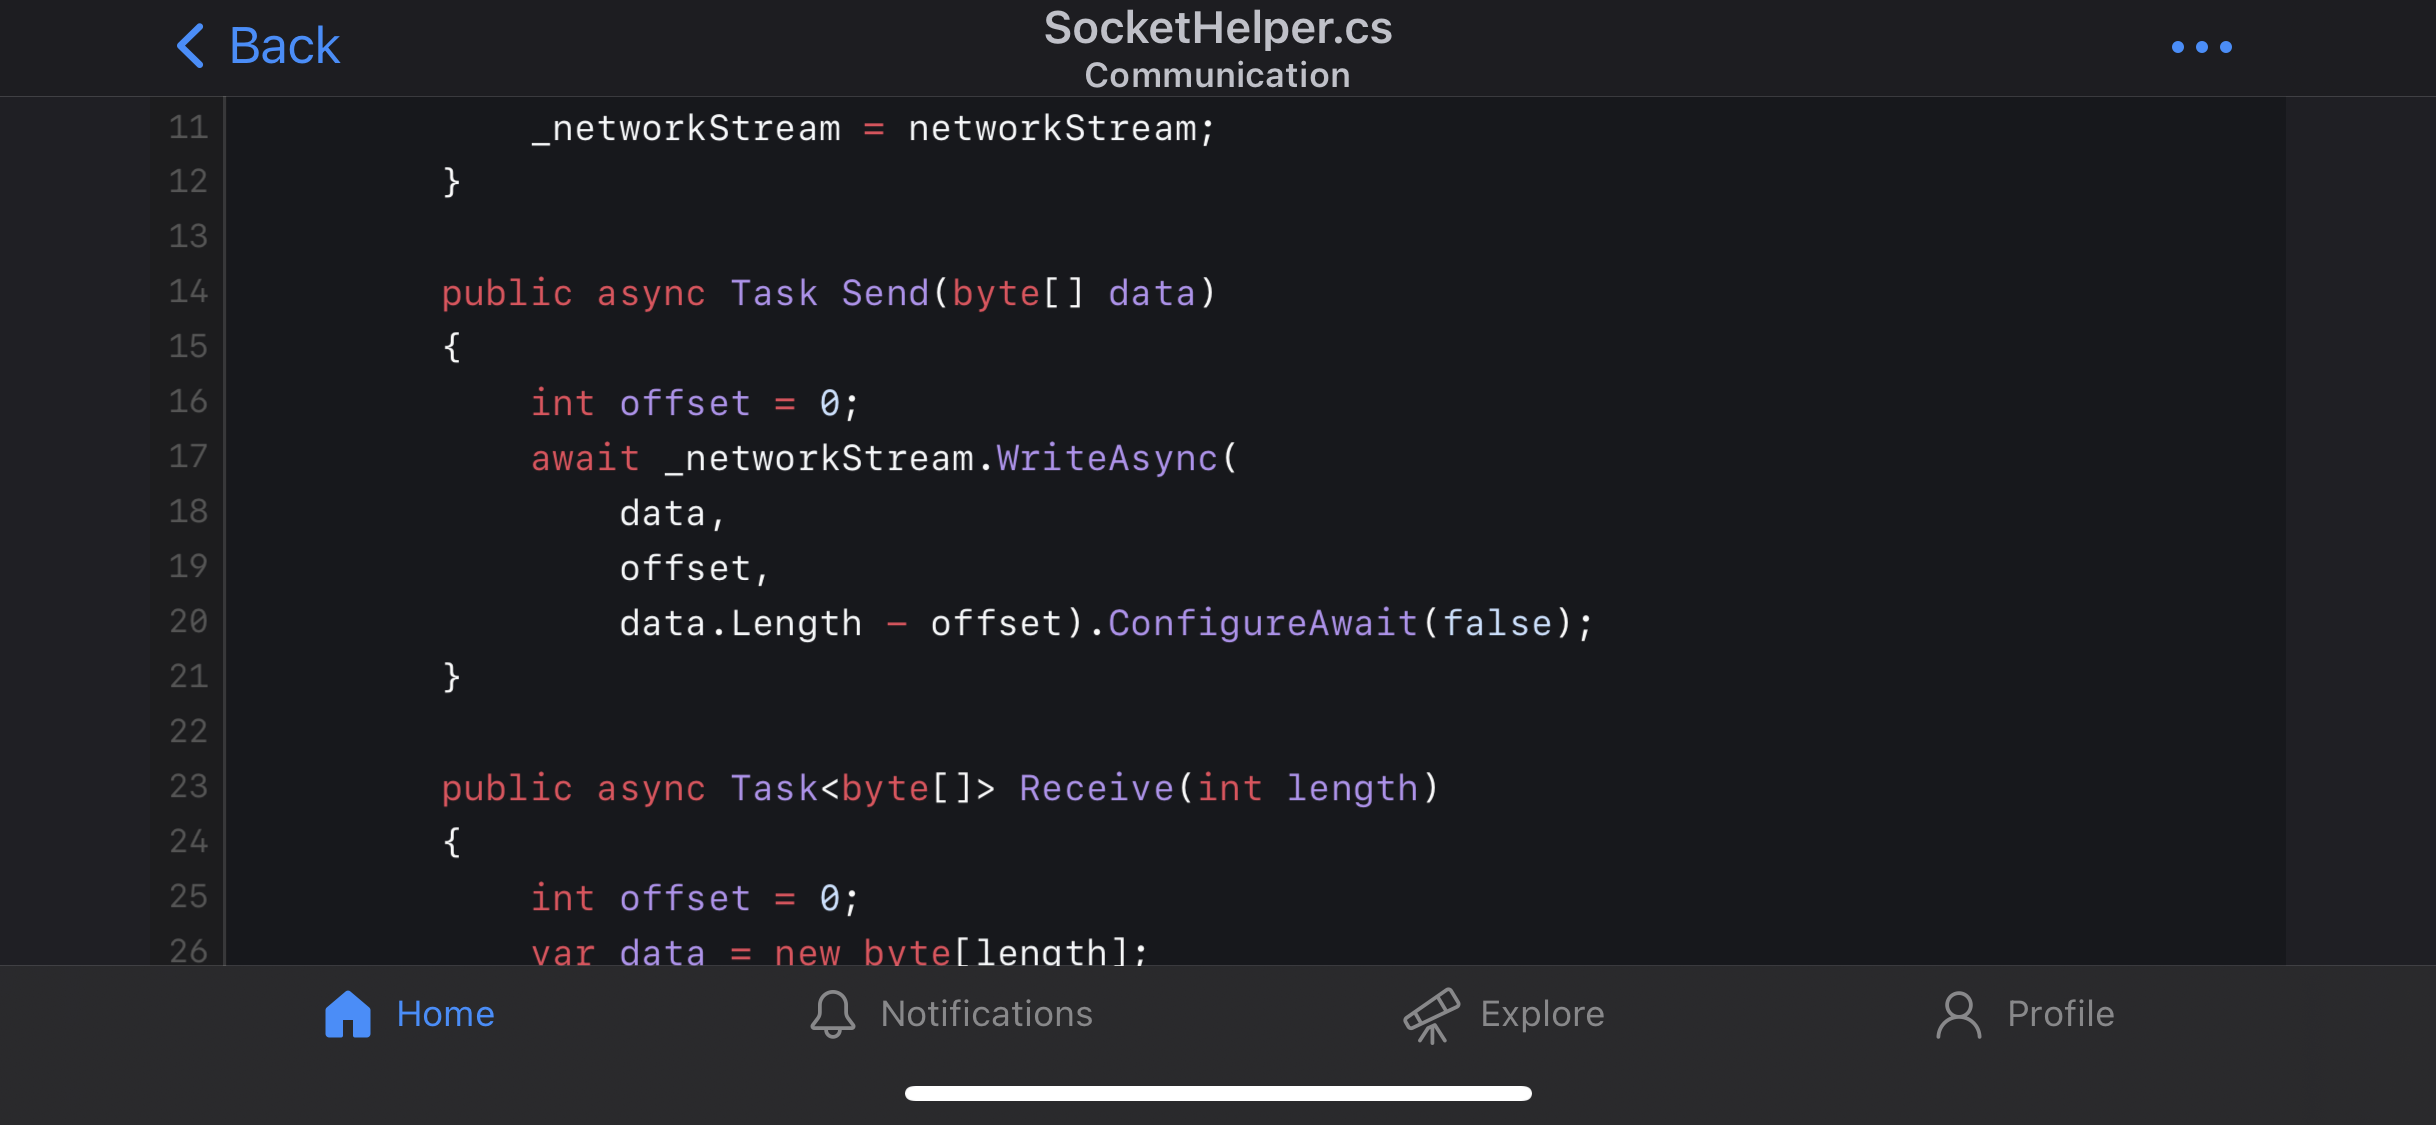 Back
SocketHelper.cs
Communication
11 _networkStream = networkStream;
12 }
13
14 public async Task Send(byte[] data)
15 {
16 int offset = 0;
17 await _networkStream.WriteAsync(
18 data,
19 offset,
20 data.Length - offset).ConfigureAwait(false);
21 }
22
23 public async Task<byte[]> Receive(int length)
24 {
25 int offset = 0;
26 var data = new byte[length];
Home
Notifications
Explore
Profile